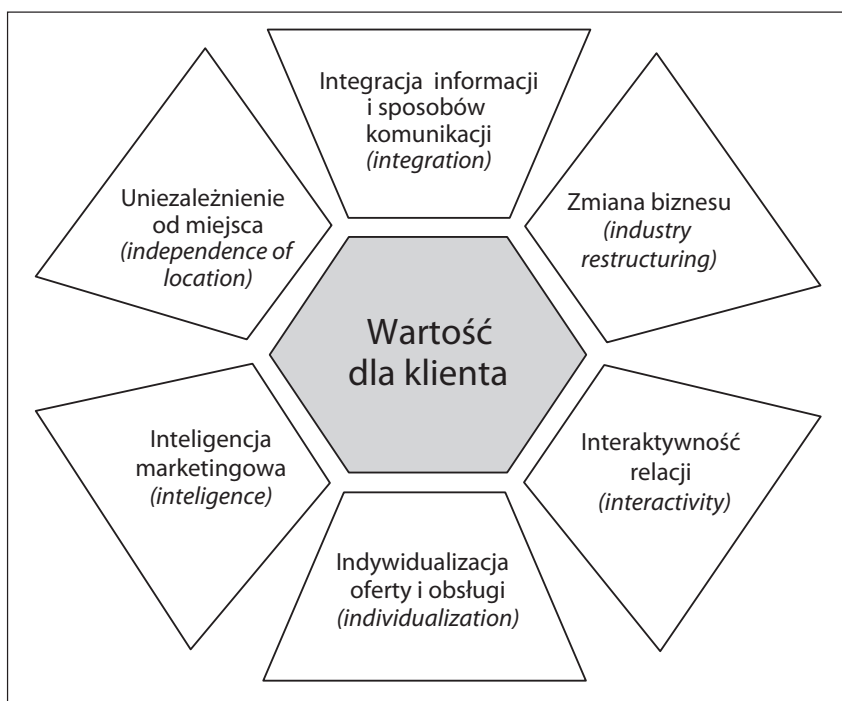 Integracja informacji
i sposobów
komunikacji
(integration)
Uniezależnienie
od miejsca
(independence of
location)
Zmiana biznesu
(industry
restructuring)
Wartość
dla klienta
Inteligencja
marketingowa
(inteligence)
Interaktywność
relacji
(interactivity)
Indywidualizacja
oferty i obsługi
(individualization)